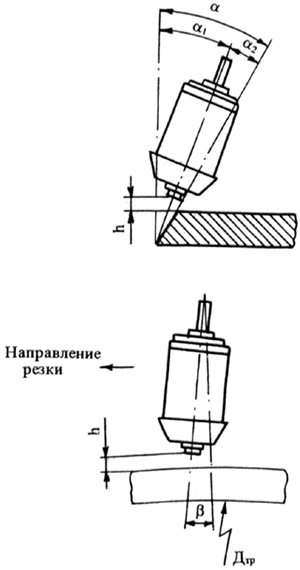 α
α1
α2
h
Направление
резки
h
β
Дтр